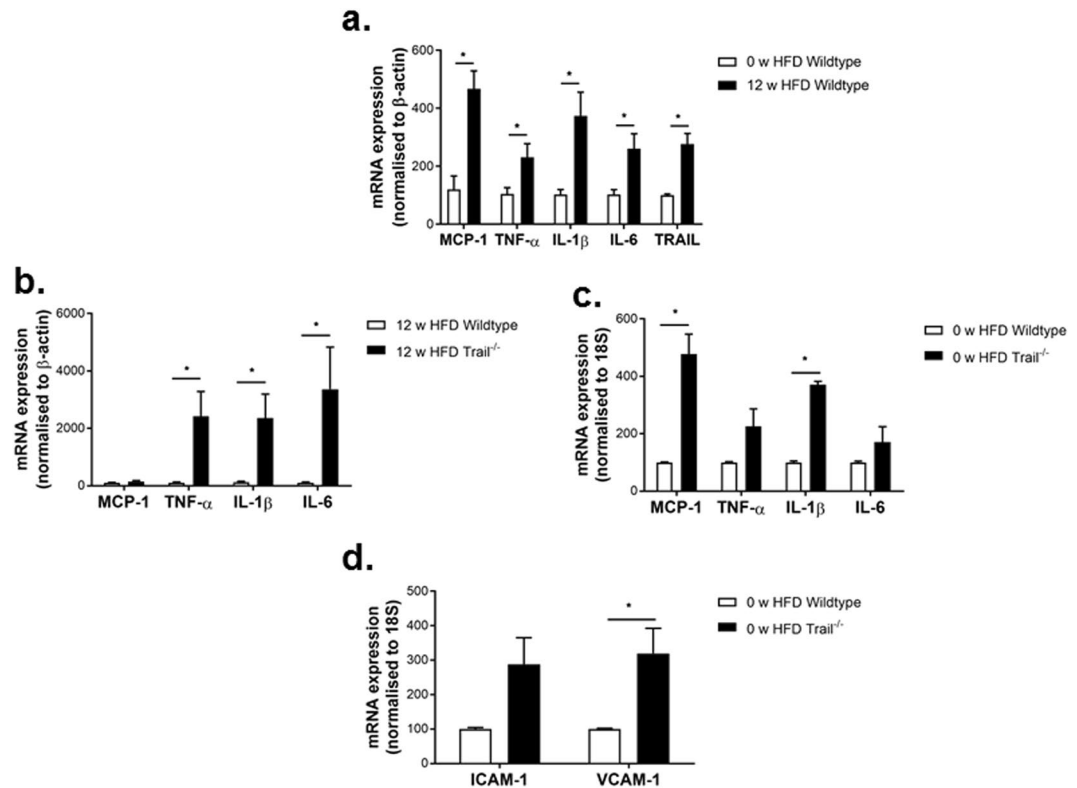 a.
mRNA expression
(normalised to β-actin)
600
400
200
0
*
*
*
*
*
MCP-1 TNF-α IL-1β IL-6 TRAIL
0 w HFD Wildtype
12 w HFD Wildtype
b.
mRNA expression
(normalised to β-actin)
6000
4000
2000
0
*
*
*
MCP-1 TNF-α IL-1β IL-6
12 w HFD Wildtype
12 w HFD Trail-/-
c.
mRNA expression
(normalised to 18S)
600
400
200
0
*
*
MCP-1 TNF-α IL-1β IL-6
0 w HFD Wildtype
0 w HFD Trail-/-
d.
mRNA expression
(normalised to 18S)
500
400
300
200
100
0
*
ICAM-1 VCAM-1
0 w HFD Wildtype
0 w HFD Trail-/-